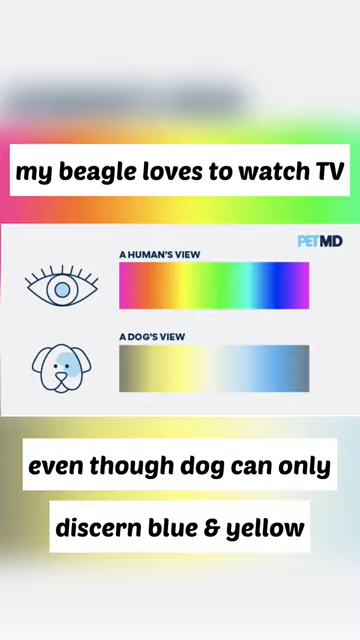 my beagle loves to watch TV
PETMD
A HUMAN'S VIEW
A DOG'S VIEW
even though dog can only
discern blue & yellow